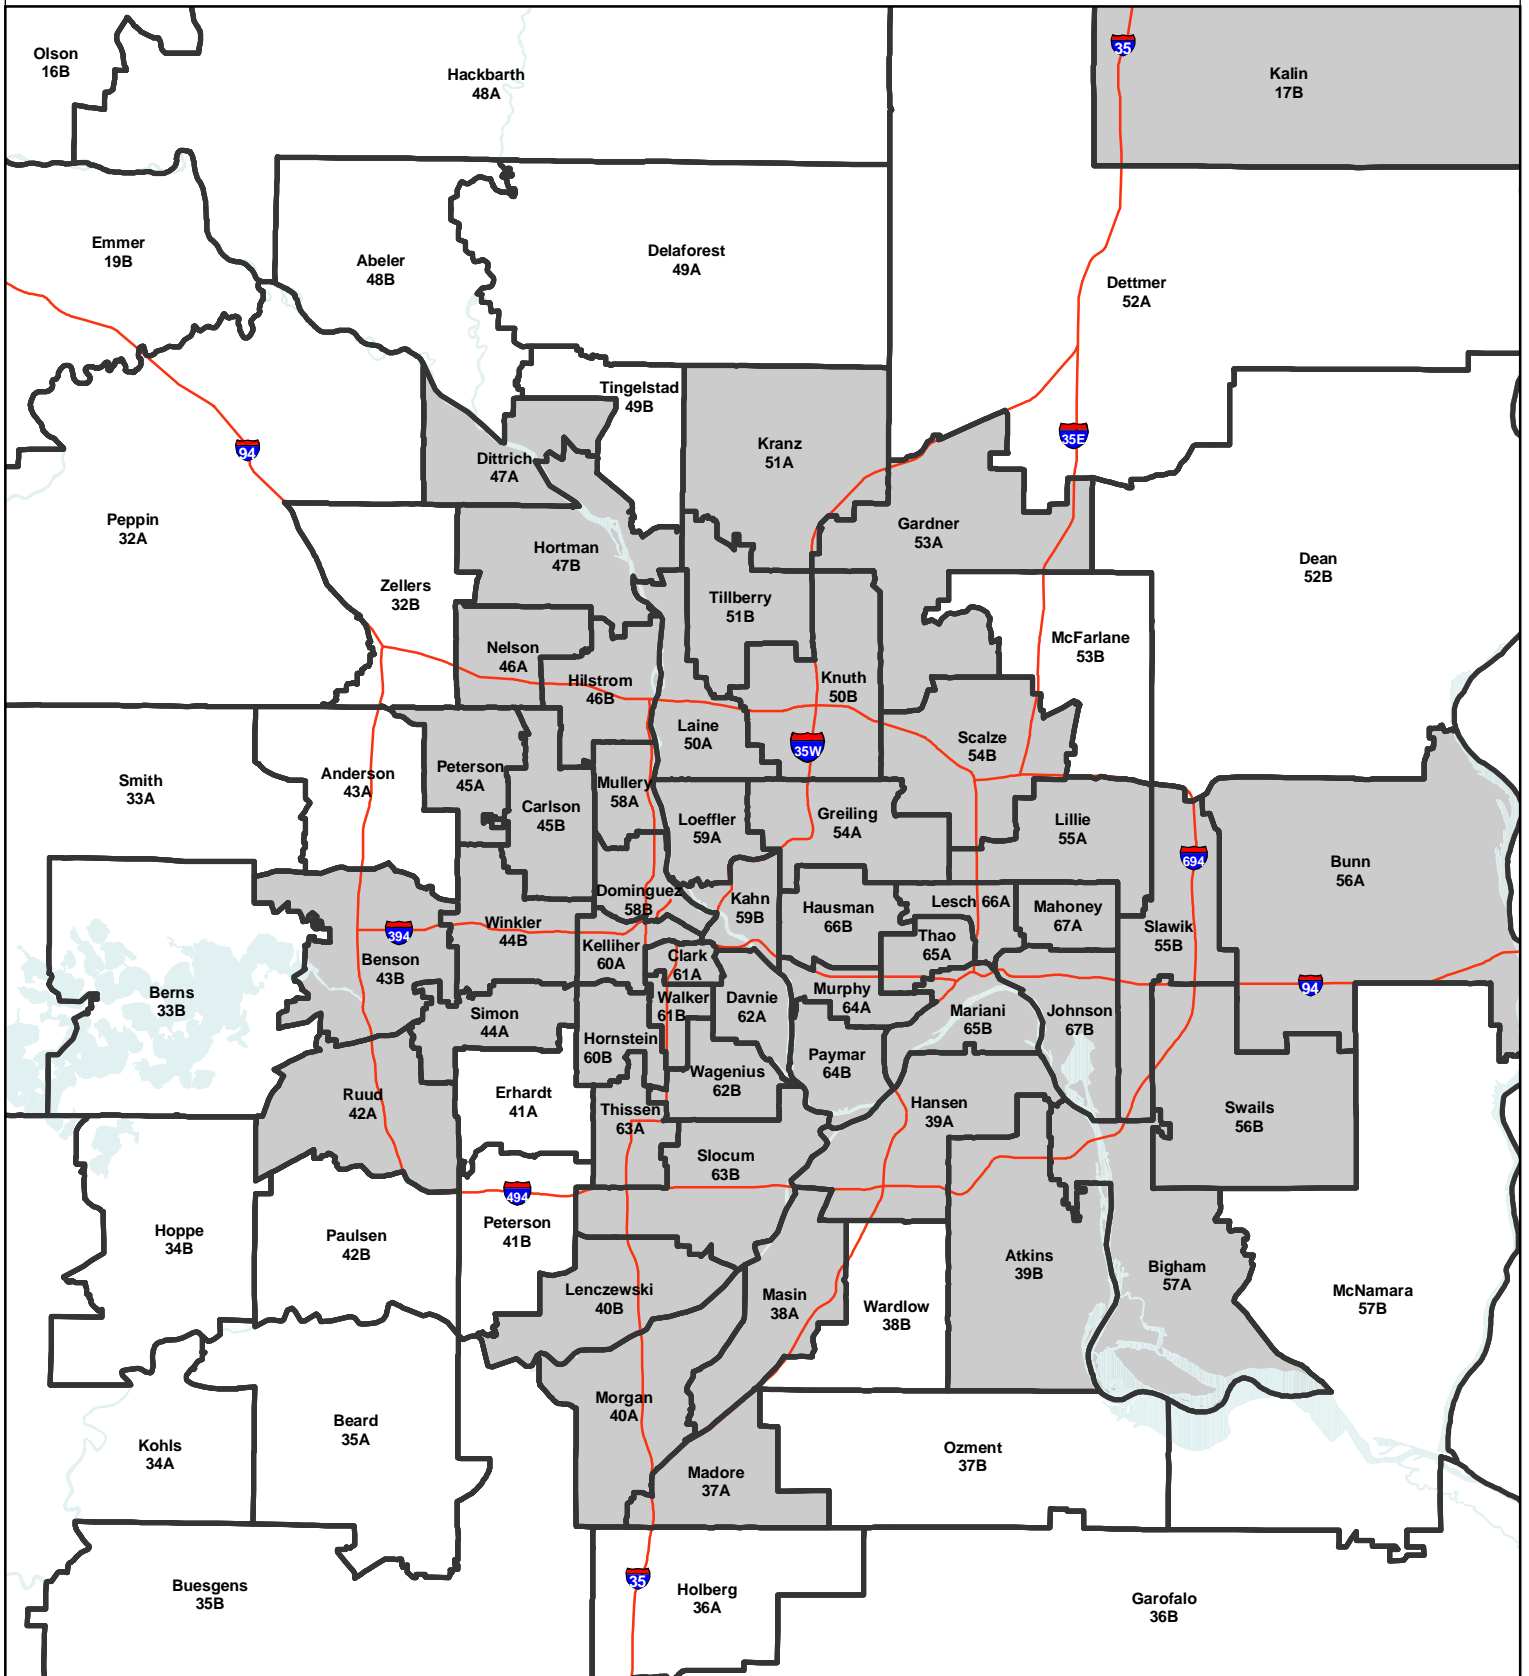 Olson
16B
Hackbarth
48A
35
Kalin
17B
Emmer
19B
Abeler
48B
Delaforest
49A
Dettmer
52A
Tingelstad
49B
Kranz
51A
35E
94
Dittrich
47A
Peppin
32A
Gardner
53A
Hortman
47B
Dean
52B
Zellers
32B
Tillberry
51B
McFarlane
53B
Nelson
46A
Hilstrom
46B
Knuth
50B
Laine
50A
35W
Scalze
54B
Smith
33A
Anderson
43A
Peterson
45A
Mullery
58A
Carlson
45B
Loeffler
59A
Greiling
54A
Lillie
55A
694
Bunn
56A
Dominguez
58B
Kahn
59B
Hausman
66B
Lesch 66A
Mahoney
67A
Winkler
44B
394
Thao
65A
Slawik
55B
Kelliher
60A
Clark
61A
Benson
43B
Berns
33B
94
Murphy
64A
Walker
61B
Davnie
62A
Simon
44A
Mariani
65B
Johnson
67B
Hornstein
60B
Paymar
64B
Wagenius
62B
Ruud
42A
Erhardt
41A
Thissen
63A
Hansen
39A
Swails
56B
Slocum
63B
494
Hoppe
34B
Paulsen
42B
Peterson
41B
Atkins
39B
Bigham
57A
McNamara
57B
Lenczewski
40B
Masin
38A
Wardlow
38B
Morgan
40A
Beard
35A
Kohls
34A
Ozment
37B
Madore
37A
35
Buesgens
35B
Holberg
36A
Garofalo
36B